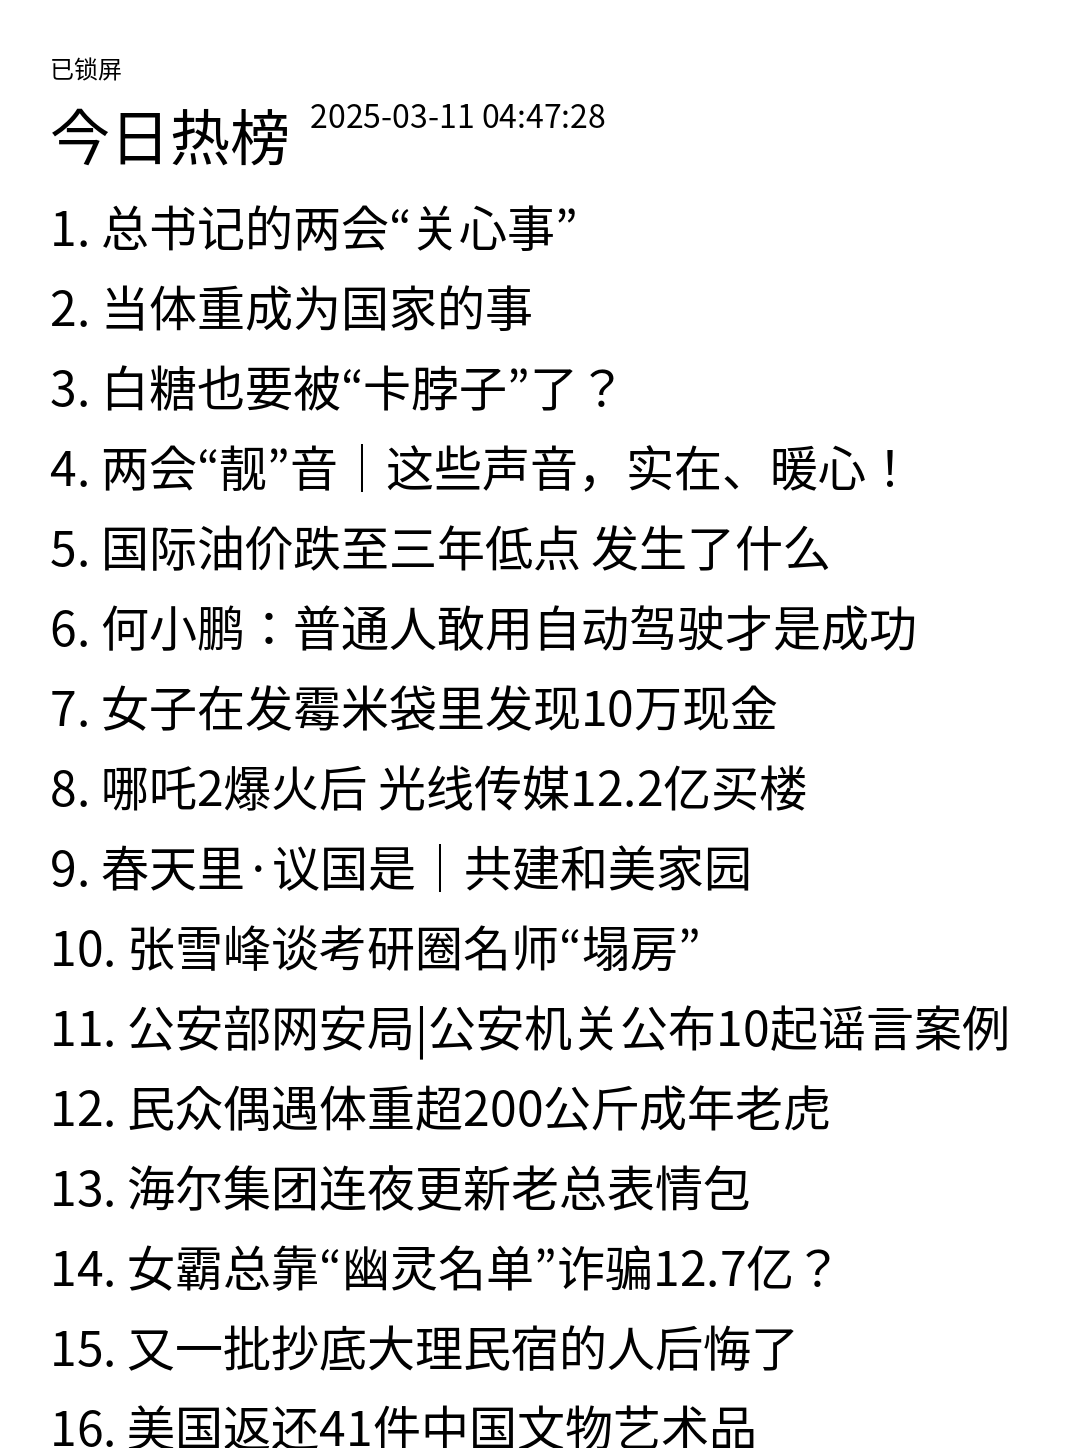 已锁屏
今日热榜 2025-03-11 04:47:28
1. 总书记的两会“关心事”
2. 当体重成为国家的事
3. 白糖也要被“卡脖子”了？
4. 两会“靓”音｜这些声音，实在、暖心！
5. 国际油价跌至三年低点 发生了什么
6. 何小鹏：普通人敢用自动驾驶才是成功
7. 女子在发霉米袋里发现10万现金
8. 哪吒2爆火后 光线传媒12.2亿买楼
9. 春天里·议国是｜共建和美家园
10. 张雪峰谈考研圈名师“塌房”
11. 公安部网安局|公安机关公布10起谣言案例
12. 民众偶遇体重超200公斤成年老虎
13. 海尔集团连夜更新老总表情包
14. 女霸总靠“幽灵名单”诈骗12.7亿？
15. 又一批抄底大理民宿的人后悔了
16. 美国返还41件中国文物艺术品